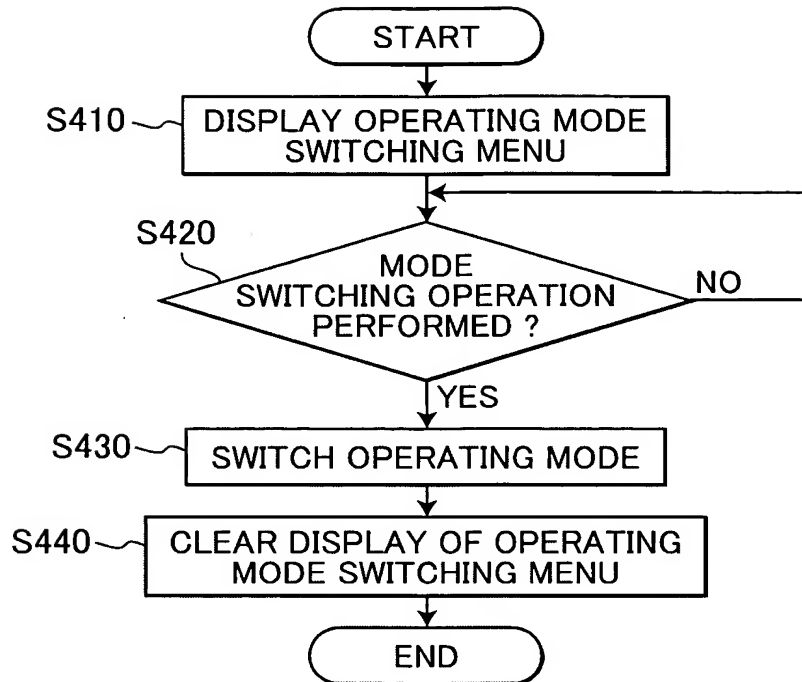 START
S410
DISPLAY OPERATING MODE
SWITCHING MENU
S420
MODE
SWITCHING OPERATION
PERFORMED ?
NO
YES
S430
SWITCH OPERATING MODE
S440
CLEAR DISPLAY OF OPERATING
MODE SWITCHING MENU
END